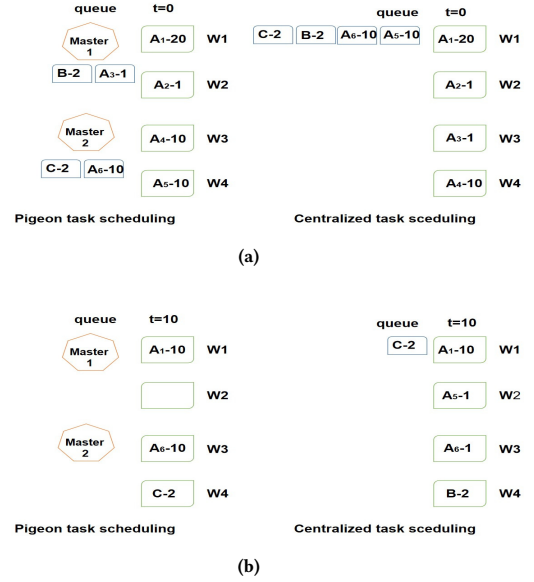 queue t=0
queue t=0
Master 1
A1-20 W1
C-2 B-2 A6-10 A5-10 A1-20 W1
B-2 A3-1
A2-1 W2
A2-1 W2
Master 2
A4-10 W3
A3-1 W3
C-2 A6-10
A5-10 W4
A4-10 W4
Pigeon task scheduling
Centralized task sceduling
(a)
queue t=10
queue t=10
Master 1
A1-10 W1
C-2 A1-10 W1
W2
A5-1 W2
Master 2
A6-10 W3
A6-1 W3
C-2 W4
B-2 W4
Pigeon task scheduling
Centralized task sceduling
(b)